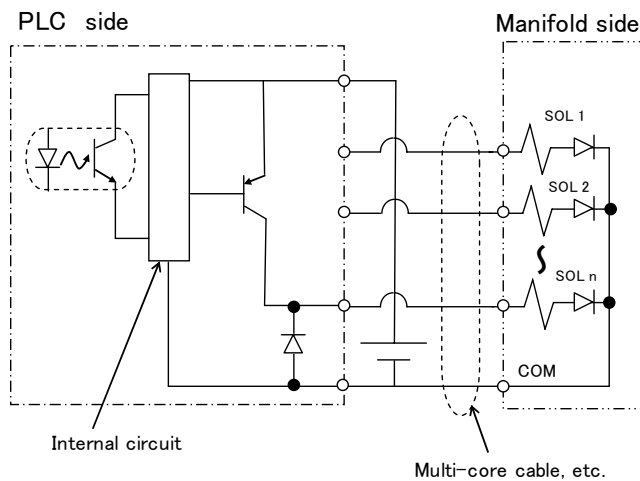 PLC side
Manifold side
SOL 1
SOL 2
SOL n
COM
Internal circuit
Multi-core cable, etc.